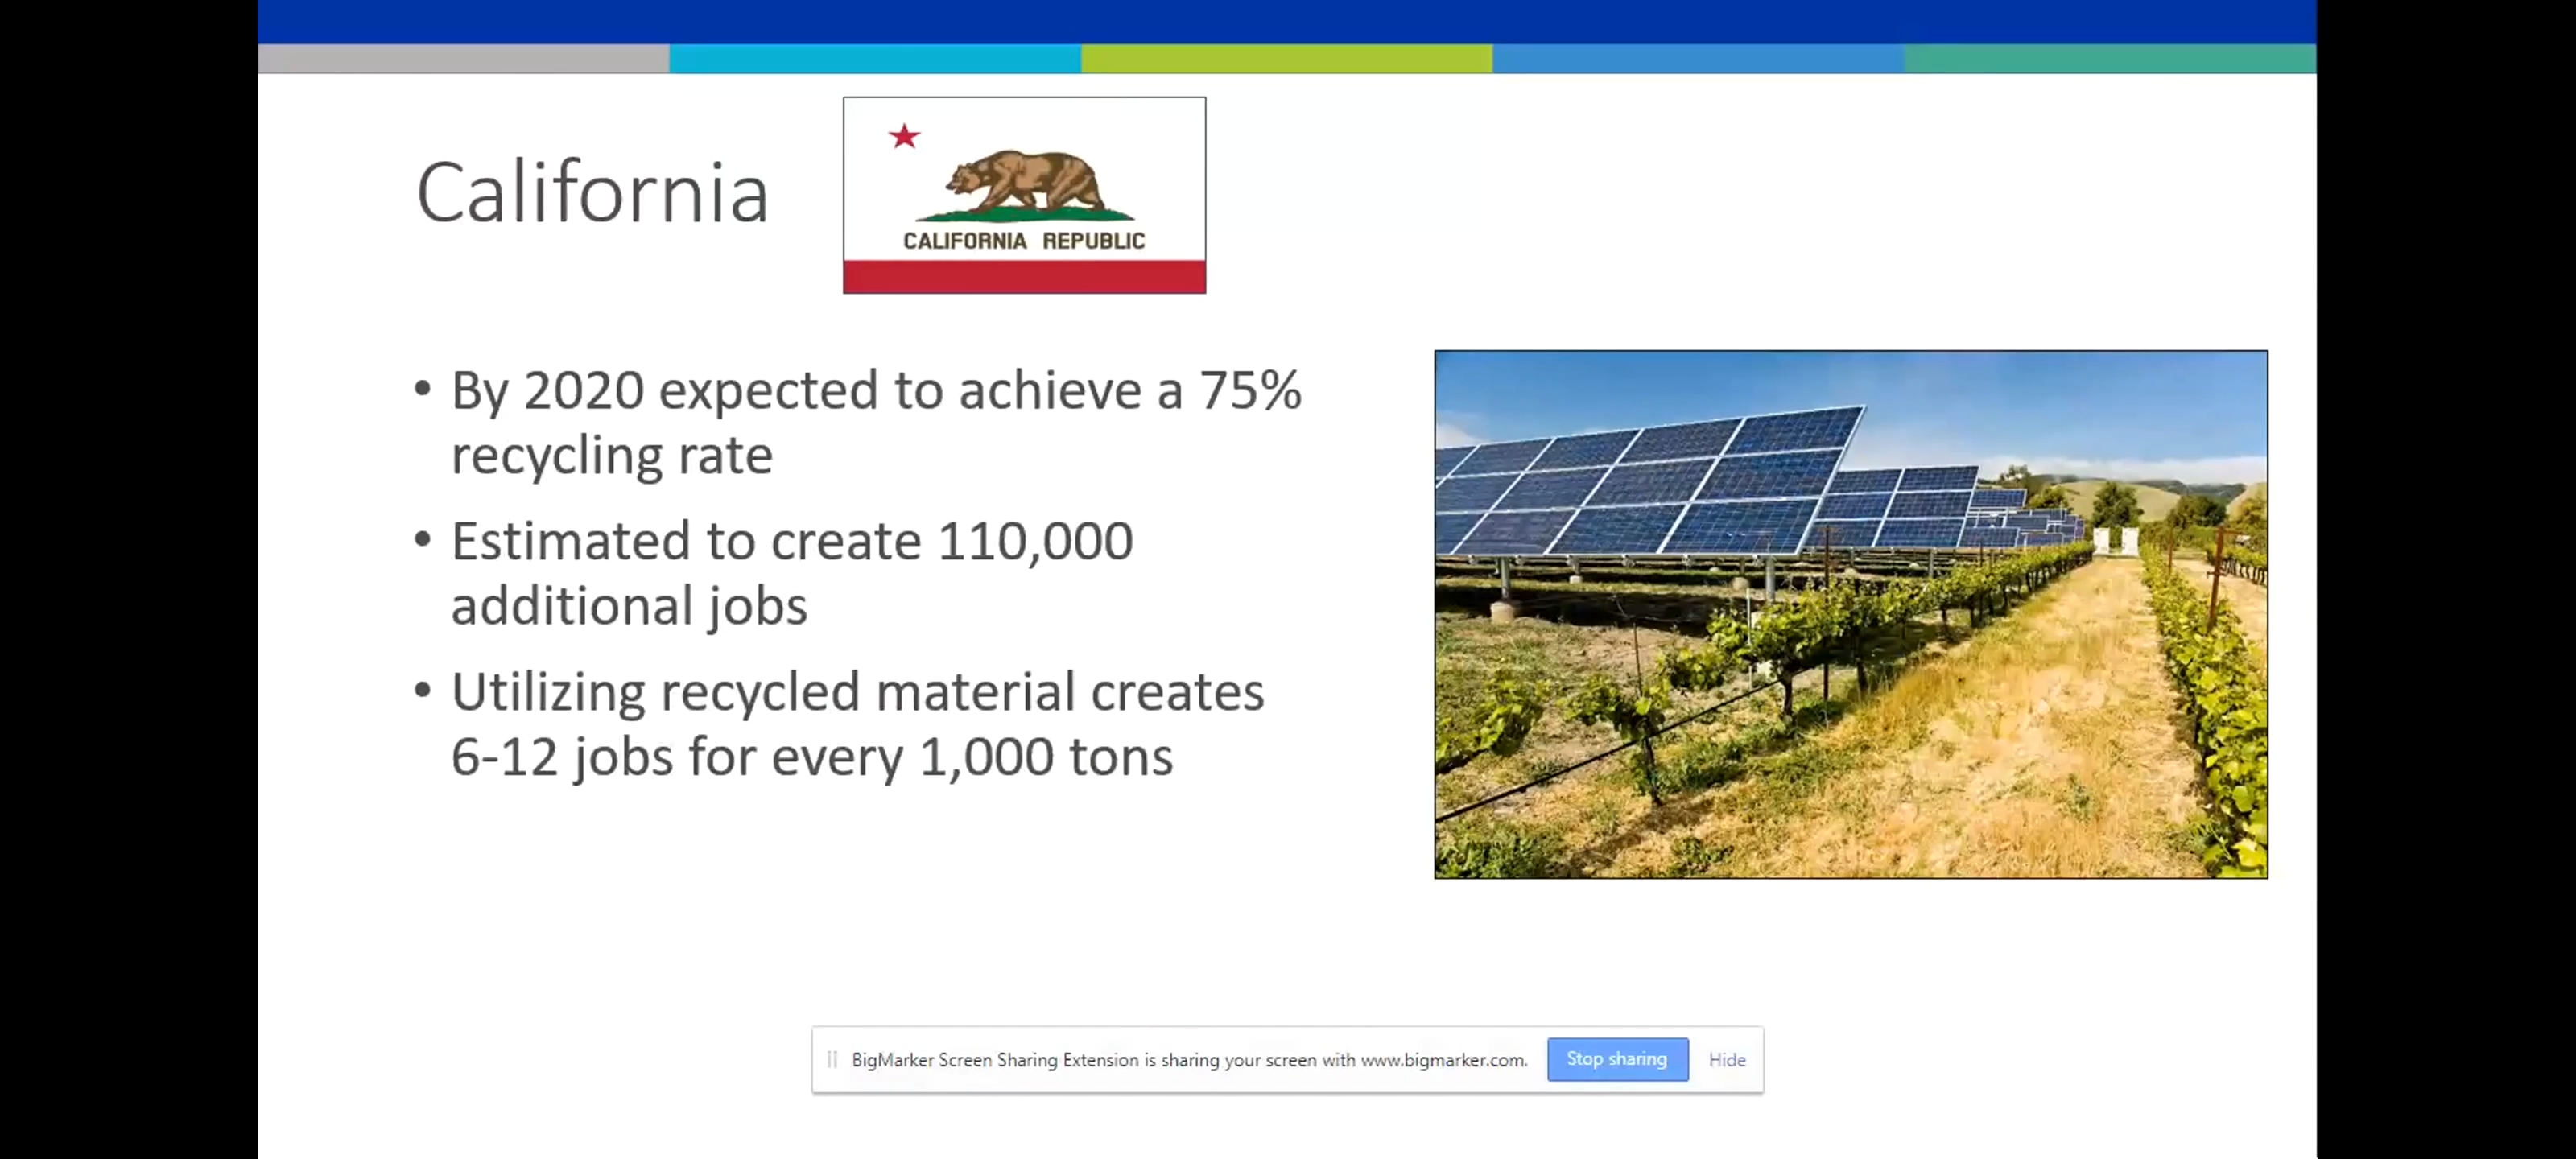 California
CALIFORNIA REPUBLIC
• By 2020 expected to achieve a 75%
recycling rate
• Estimated to create 110,000
additional jobs
• Utilizing recycled material creates
6-12 jobs for every 1,000 tons
BigMarker Screen Sharing Extension is sharing your screen with www.bigmarker.com. Stop sharing Hide